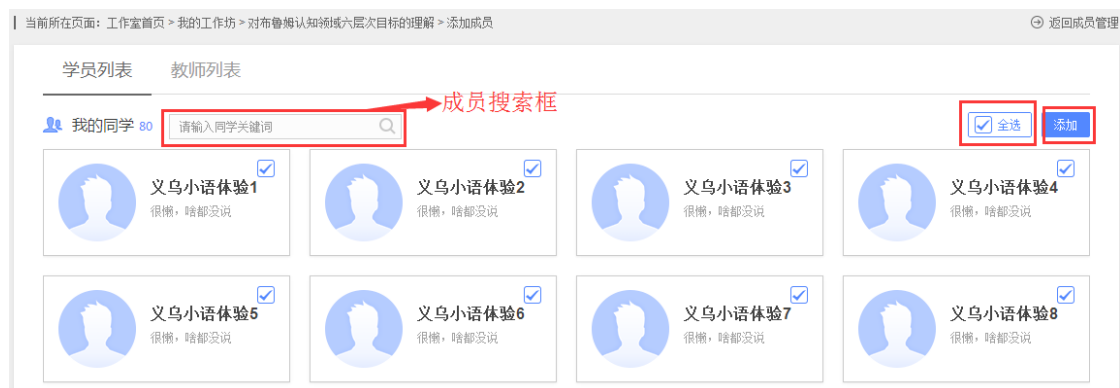 当前所在页面：工作室首页 > 我的工作坊 > 对布鲁姆认知领域六层次目标的理解 > 添加成员 返回成员管理
学员列表 教师列表
成员搜索框
我的同学 80 请输入同学关键词 全选 添加
义乌小语体验1 义乌小语体验2 义乌小语体验3 义乌小语体验4
很懒，啥都没说 很懒，啥都没说 很懒，啥都没说 很懒，啥都没说
义乌小语体验5 义乌小语体验6 义乌小语体验7 义乌小语体验8
很懒，啥都没说 很懒，啥都没说 很懒，啥都没说 很懒，啥都没说